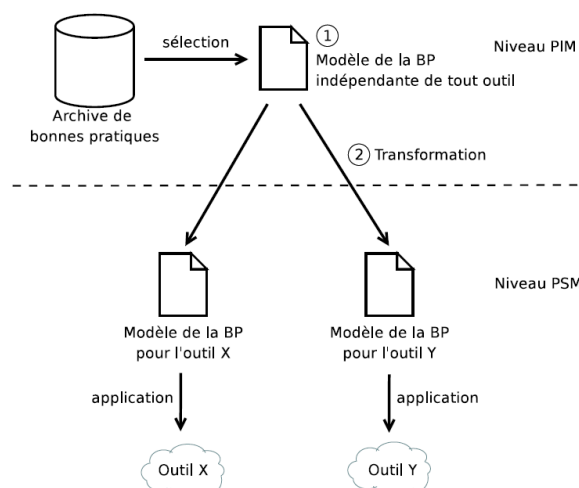 sélection
①
Niveau PIM
Modèle de la BP
indépendante de tout outil
Archive de
bonnes pratiques
② Transformation
Niveau PSM
Modèle de la BP
pour l'outil X
Modèle de la BP
pour l'outil Y
application
application
Outil X
Outil Y